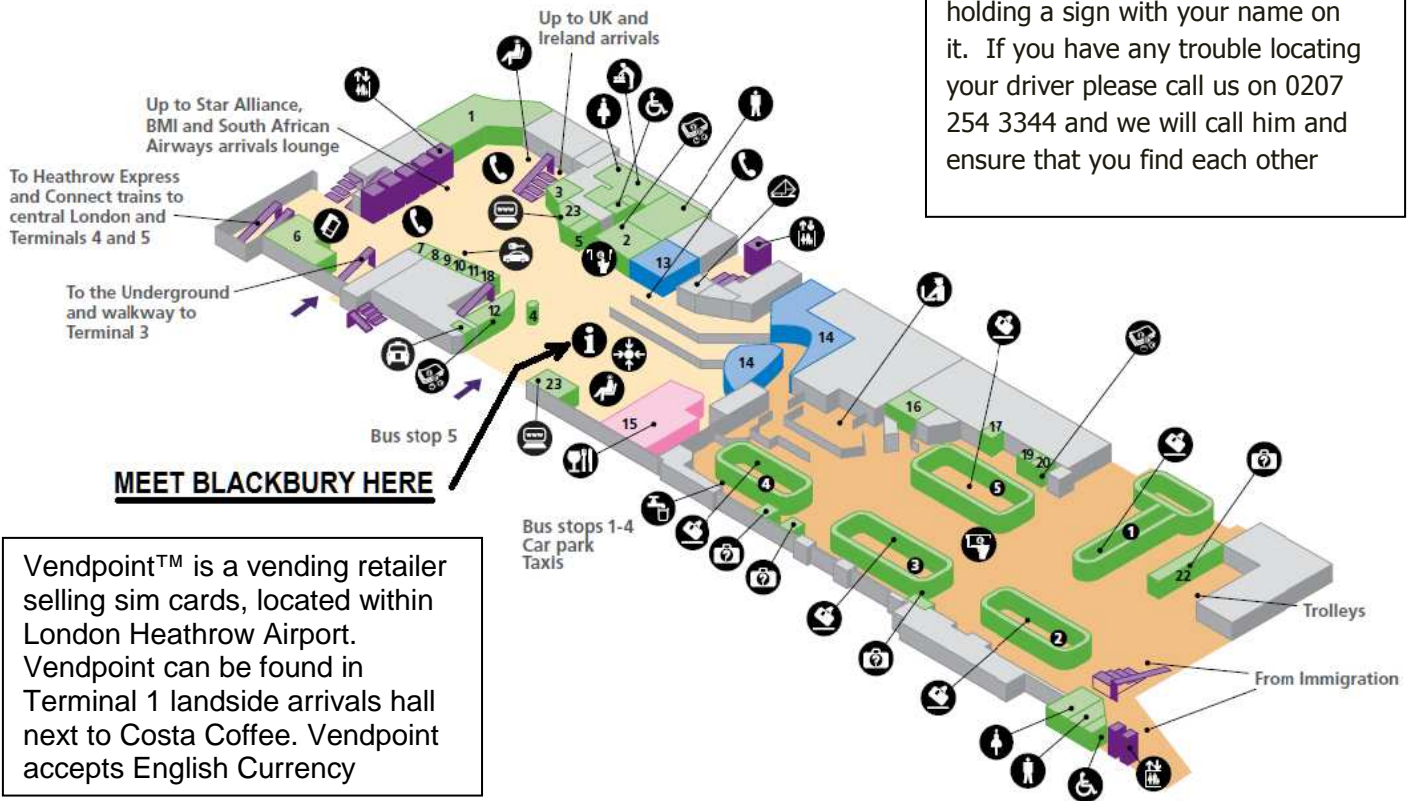 holding a sign with your name on
it. If you have any trouble locating
your driver please call us on 0207
254 3344 and we will call him and
ensure that you find each other
Up to UK and
Ireland arrivals
Up to Star Alliance,
BMI and South African
Airways arrivals lounge
To Heathrow Express
and Connect trains to
central London and
Terminals 4 and 5
To the Underground
and walkway to
Terminal 3
1
3
23
www
5
2
13
6
7
8
9
10
11
18
12
4
i
14
14
23
www
15
16
17
19
20
4
5
1
3
2
22
Bus stop 5
MEET BLACKBURY HERE
Bus stops 1-4
Car park
Taxis
Trolleys
From Immigration
Vendpoint™ is a vending retailer
selling sim cards, located within
London Heathrow Airport.
Vendpoint can be found in
Terminal 1 landside arrivals hall
next to Costa Coffee. Vendpoint
accepts English Currency